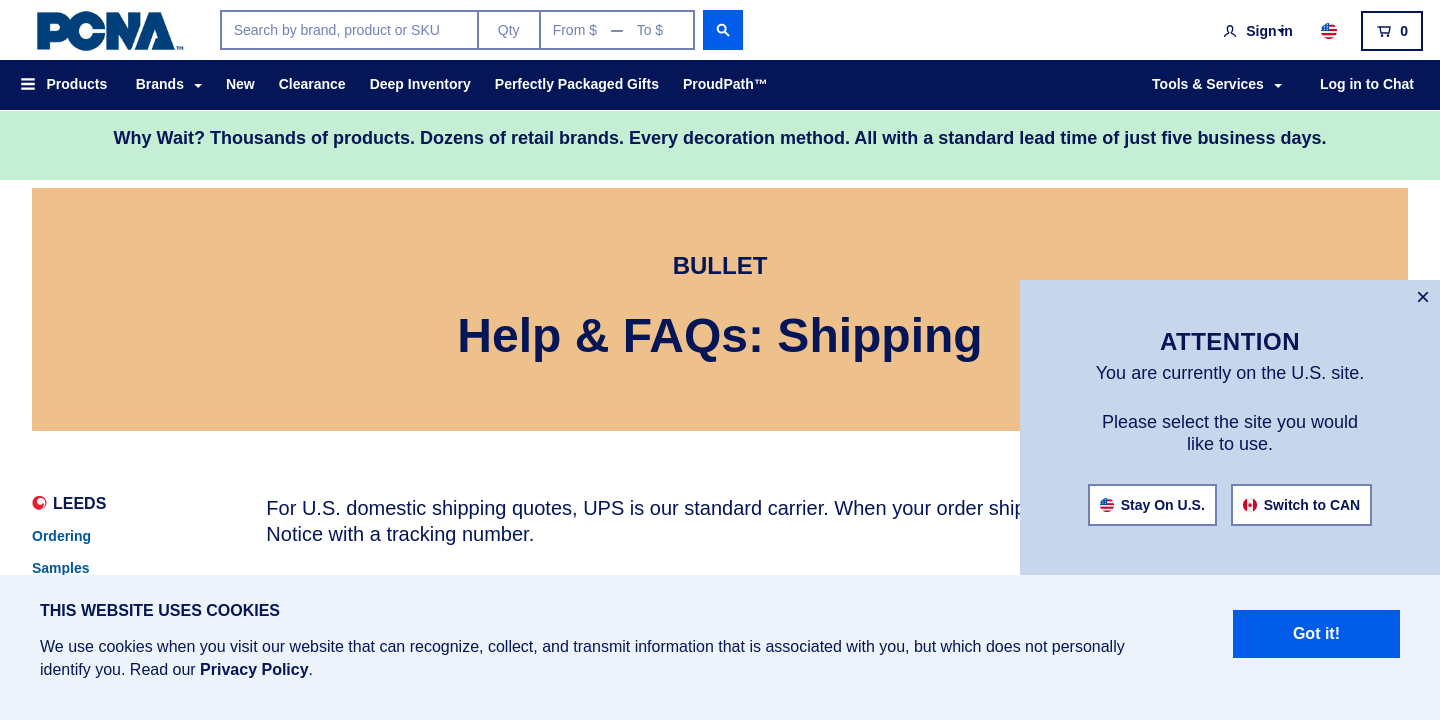 PCNA™
Search by brand, product or SKU
Qty
From $ — To $
Sign in
0
Products
Brands
New
Clearance
Deep Inventory
Perfectly Packaged Gifts
ProudPath™
Tools & Services
Log in to Chat
Why Wait? Thousands of products. Dozens of retail brands. Every decoration method. All with a standard lead time of just five business days.
BULLET
Help & FAQs: Shipping
×
ATTENTION
You are currently on the U.S. site.
Please select the site you would
like to use.
Stay On U.S.
Switch to CAN
LEEDS
Ordering
Samples
For U.S. domestic shipping quotes, UPS is our standard carrier. When your order ship
Notice with a tracking number.
THIS WEBSITE USES COOKIES
We use cookies when you visit our website that can recognize, collect, and transmit information that is associated with you, but which does not personally
identify you. Read our Privacy Policy.
Got it!